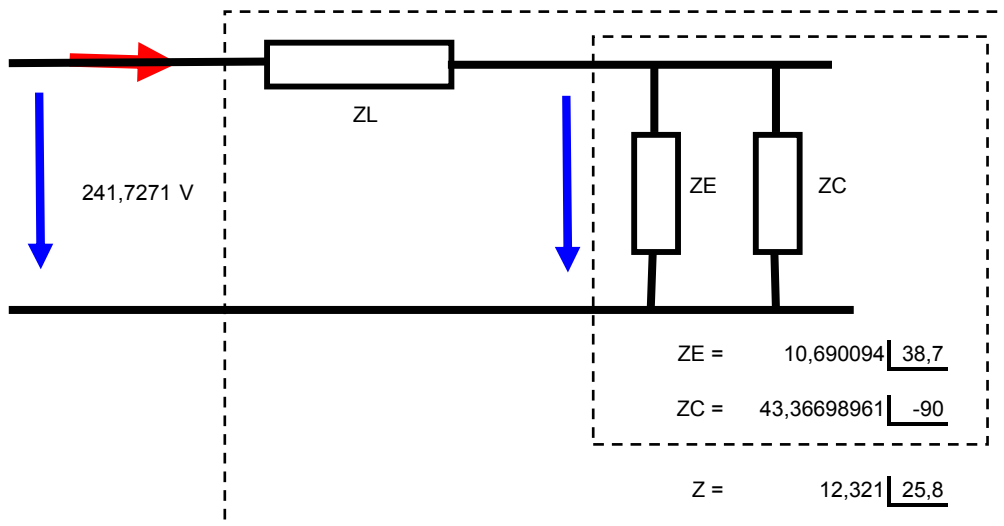 ZL
241,7271 V
ZE
ZC
ZE = 10,690094 38,7
ZC = 43,36698961 -90
Z = 12,321 25,8